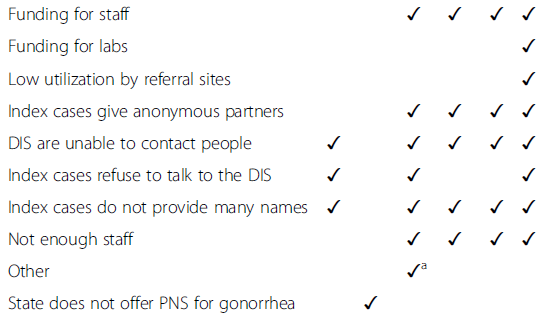 Funding for staff ✓ ✓ ✓ ✓
Funding for labs ✓
Low utilization by referral sites ✓
Index cases give anonymous partners ✓ ✓ ✓ ✓
DIS are unable to contact people ✓ ✓ ✓ ✓ ✓
Index cases refuse to talk to the DIS ✓ ✓ ✓
Index cases do not provide many names ✓ ✓ ✓ ✓ ✓
Not enough staff ✓ ✓ ✓ ✓
Other ✓a
State does not offer PNS for gonorrhea ✓